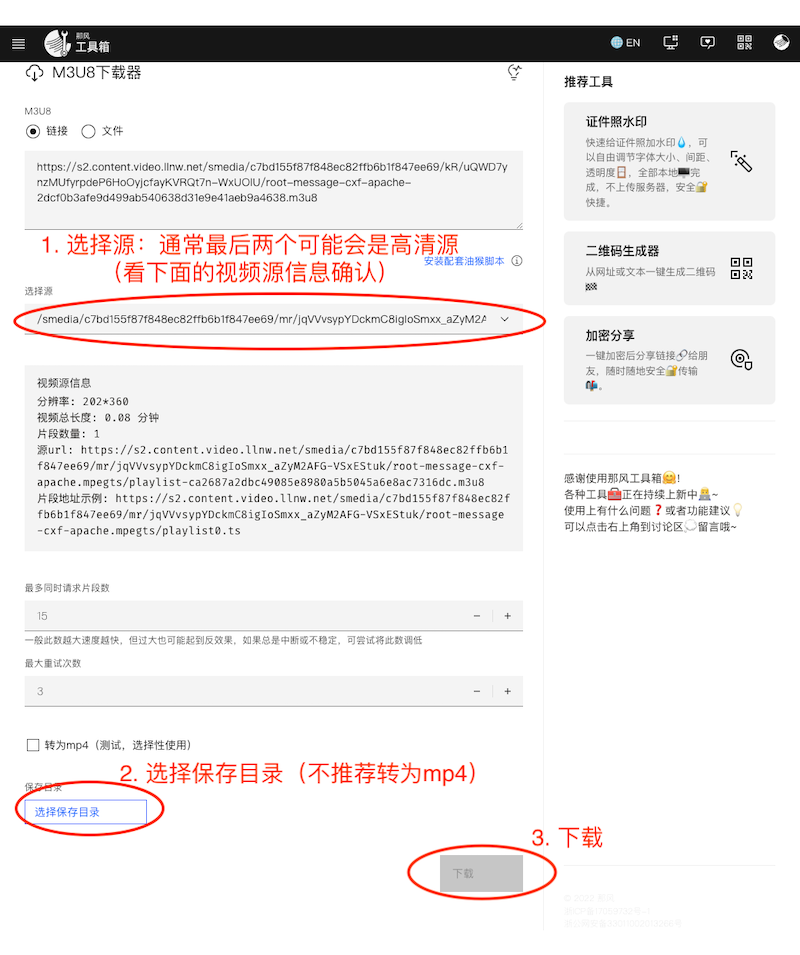 那风
工具箱
EN
M3U8下载器
M3U8
链接
文件
https://s2.content.video.llnw.net/smedia/c7bd155f87f848ec82ffb6b1f847ee69/kR/uQWD7y
nzMUfyrpdeP6HoOyjcfayKVRQt7n-WxUOlU/root-message-cxf-apache-
2dcf0b3afe9d499ab540638d31e9e41aeb9a4638.m3u8
1. 选择源：通常最后两个可能会是高清源
（看下面的视频源信息确认）
安装配套油猴脚本
选择源
/smedia/c7bd155f87f848ec82ffb6b1f847ee69/mr/jqVVvsypYDckmC8igIoSmxx_aZyM2A
视频源信息
分辨率: 202*360
视频总长度: 0.08 分钟
片段数量: 1
源url: https://s2.content.video.llnw.net/smedia/c7bd155f87f848ec82ffb6b1
f847ee69/mr/jqVVvsypYDckmC8igIoSmxx_aZyM2AFG-VSxEStuk/root-message-cxf-
apache.mpegts/playlist-ca2687a2dbc49085e8980a5b5045a6e8ac7316dc.m3u8
片段地址示例: https://s2.content.video.llnw.net/smedia/c7bd155f87f848ec82f
fb6b1f847ee69/mr/jqVVvsypYDckmC8igIoSmxx_aZyM2AFG-VSxEStuk/root-message
-cxf-apache.mpegts/playlist0.ts
最多同时请求片段数
15
一般此数越大速度越快，但过大也可能起到反效果，如果总是中断或不稳定，可尝试将此数调低
最大重试次数
3
转为mp4（测试，选择性使用）
2. 选择保存目录（不推荐转为mp4）
保存目录
选择保存目录
3. 下载
下载
推荐工具
证件照水印
快速给证件照加水印💧，可
以自由调节字体大小、间距、
透明度🚪，全部本地🖥️完
成，不上传服务器，安全🔐
快捷。
二维码生成器
从网址或文本一键生成二维码
🏁
加密分享
一键加密后分享链接🔗给朋
友，随时随地安全🔐传输
📬。
感谢使用那风工具箱🤗!
各种工具🧰正在持续上新中👨‍💻~
使用上有什么问题❓或者功能建议💡
可以点击右上角到讨论区💭留言哦~
© 2022 那风